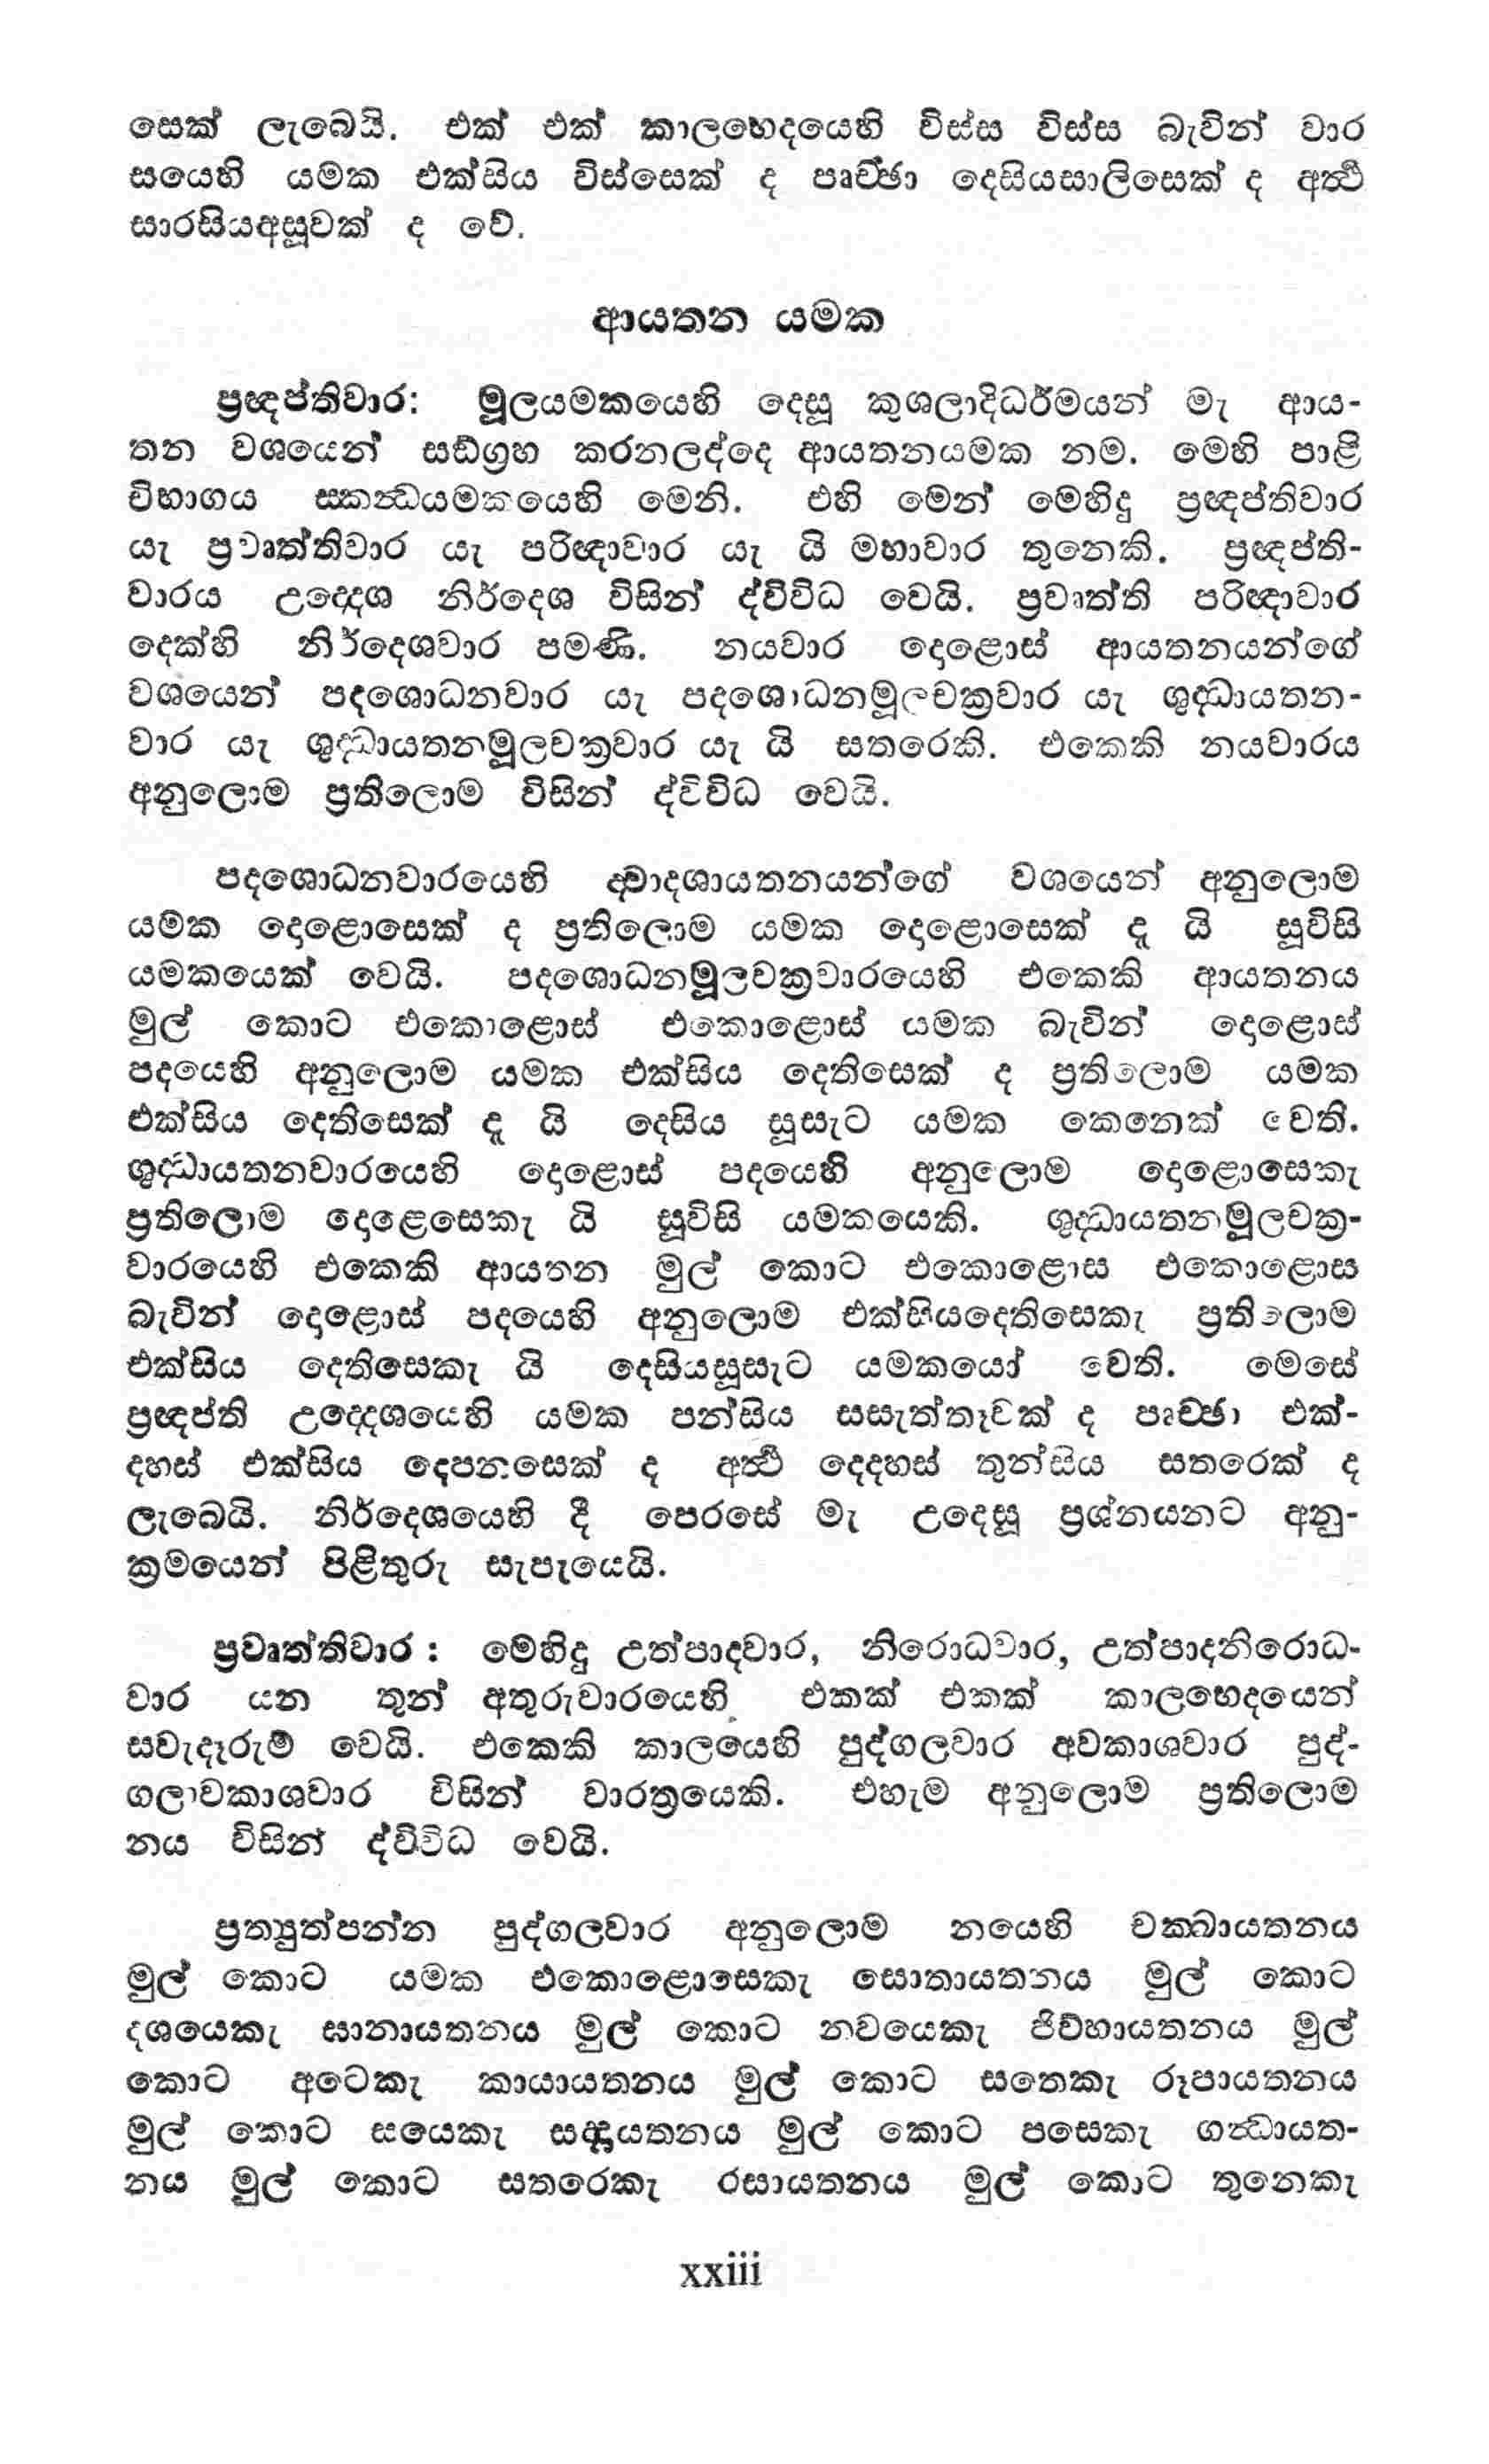 සෙක් ලැබෙයි. එක් එක් කාලභෙදයෙහි විස්ස විස්ස බැවින් වාර
සයෙහි යමක එක්සිය විස්සෙක් ද පෘච්ඡා දෙසියසාලිසෙක් ද අර්‍ත්‍ථ
සාරසියඅසූවක් ද වේ.
ආයතන යමක
ප්‍රඥප්තිවාර: මූලයමකයෙහි දෙසූ කුශලාදිධර්මයන් මැ ආය-
තන වශයෙන් සඞ්ග්‍රහ කරනලද්දෙ ආයතනයමක නම. මෙහි පාළි
විභාගය ස්කන්‍ධයමකයෙහි මෙනි. එහි මෙන් මෙහිදු ප්‍රඥප්තිවාර
යැ ප්‍රවෘත්තිවාර යැ පරිඥාවාර යැ යි මහාවාර තුනෙකි. ප්‍රඥප්ති-
වාරය උද්දෙශ නිර්දෙශ විසින් ද්විවිධ වෙයි. ප්‍රවෘත්ති පරිඥාවාර
දෙක්හි නිර්දෙශවාර පමණි. නයවාර දොළොස් ආයතනයන්ගේ
වශයෙන් පදශොධනවාර යැ පදශොධනමූලචක්‍රවාර යැ ශුද්‍ධායතන-
වාර යැ ශුද්‍ධායතනමූලචක්‍රවාර යැ යි සතරෙකි. එකෙකි නයවාරය
අනුලොම ප්‍රතිලොම විසින් ද්විවිධ වෙයි.
පදශොධනවාරයෙහි ද්‍වාදශායතනයන්ගේ වශයෙන් අනුලොම
යමක දොළොසෙක් ද ප්‍රතිලොම යමක දොළොසෙක් දැ යි සූවිසි
යමකයෙක් වෙයි. පදශොධනමූලචක්‍රවාරයෙහි එකෙකි ආයතනය
මුල් කොට එකොළොස් එකොළොස් යමක බැවින් දොළොස්
පදයෙහි අනුලොම යමක එක්සිය දෙතිසෙක් ද ප්‍රතිලොම යමක
එක්සිය දෙතිසෙක් දැ යි දෙසිය සූසැට යමක කෙනෙක් වෙති.
ශුද්‍ධායතනවාරයෙහි දොළොස් පදයෙහි අනුලොම දොළොසෙකැ
ප්‍රතිලොම දොළෙසෙකැ යි සූවිසි යමකයෙකි. ශුද්‍ධායතනමූලචක්‍ර-
වාරයෙහි එකෙකි ආයතන මුල් කොට එකොළොස එකොළොස
බැවින් දොළොස් පදයෙහි අනුලොම එක්සියදෙතිසෙකැ ප්‍රතිලොම
එක්සිය දෙතිසෙකැ යි දෙසියසූසැට යමකයෝ වෙති. මෙසේ
ප්‍රඥප්ති උද්දෙශයෙහි යමක පන්සිය සසැත්තෑවක් ද පෘච්ඡා එක්-
දහස් එක්සිය දෙපනසෙක් ද අර්‍ත්‍ථ දෙදහස් තුන්සිය සතරෙක් ද
ලැබෙයි. නිර්දෙශයෙහි දී පෙරසේ මැ උදෙසූ ප්‍රශ්නයනට අනු-
ක්‍රමයෙන් පිළිතුරු සැපැයෙයි.
ප්‍රවෘත්තිවාර : මෙහිදු උත්පාදවාර, නිරොධවාර, උත්පාදනිරොධ-
වාර යන තුන් අතුරුවාරයෙහි එකක් එකක් කාලභෙදයෙන්
සවැදෑරුම් වෙයි. එකෙකි කාලයෙහි පුද්ගලවාර අවකාශවාර පුද්-
ගලාවකාශවාර විසින් වාරත්‍රයෙකි. එහැම අනුලොම ප්‍රතිලොම
නය විසින් ද්විවිධ වෙයි.
ප්‍රත්‍යුත්පන්න පුද්ගලවාර අනුලොම නයෙහි චක්‍ඛායතනය
මුල් කොට යමක එකොළොසෙකැ සොතායතනය මුල් කොට
දශයෙකැ ඝානායතනය මුල් කොට නවයෙකැ ජිව්හායතනය මුල්
කොට අටෙකැ කායායතනය මුල් කොට සතෙකැ රූපායතනය
මුල් කොට සයෙකැ සද්‍දායතනය මුල් කොට පසෙකැ ගන්‍ධායත-
නය මුල් කොට සතරෙකැ රසායතනය මුල් කොට තුනෙකැ
xxiii